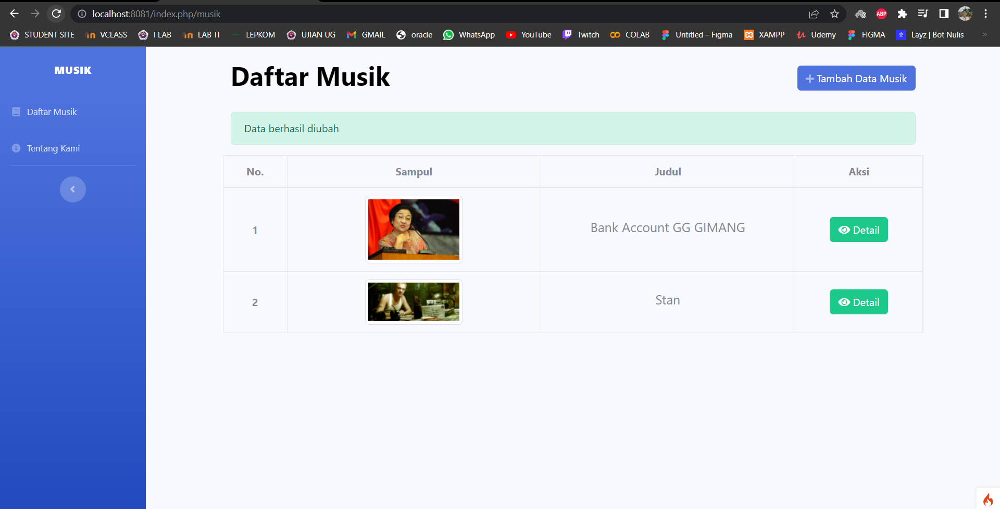 localhost:8081/index.php/musik
ABP
STUDENT SITE VCLASS I LAB LAB TI LEPKOM UJIAN UG GMAIL oracle WhatsApp YouTube Twitch COLAB Untitled – Figma XAMPP Udemy FIGMA Layz | Bot Nulis »
MUSIK
Daftar Musik
Tentang Kami
Daftar Musik
Tambah Data Musik
Data berhasil diubah
No. Sampul Judul Aksi
1 Bank Account GG GIMANG Detail
2 Stan Detail